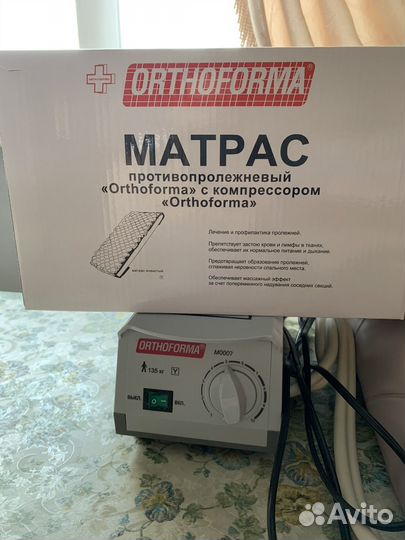 ORTHOFORMA®
МАТРАС
противопролежневый
«Orthoforma» с компрессором
«Orthoforma»
Лечение и профилактика пролежней.
Препятствует застою крови и лимфы в тканях,
обеспечивает их нормальное питание и дыхание.
Предотвращает образование пролежней,
сглаживая неровности спального места.
Обеспечивает массажный эффект
за счет попеременного надувания соседних секций.
матрас ячеистый
ORTHOFORMA
M0007
135 кг
ВЫКЛ.
ВКЛ.
Avito